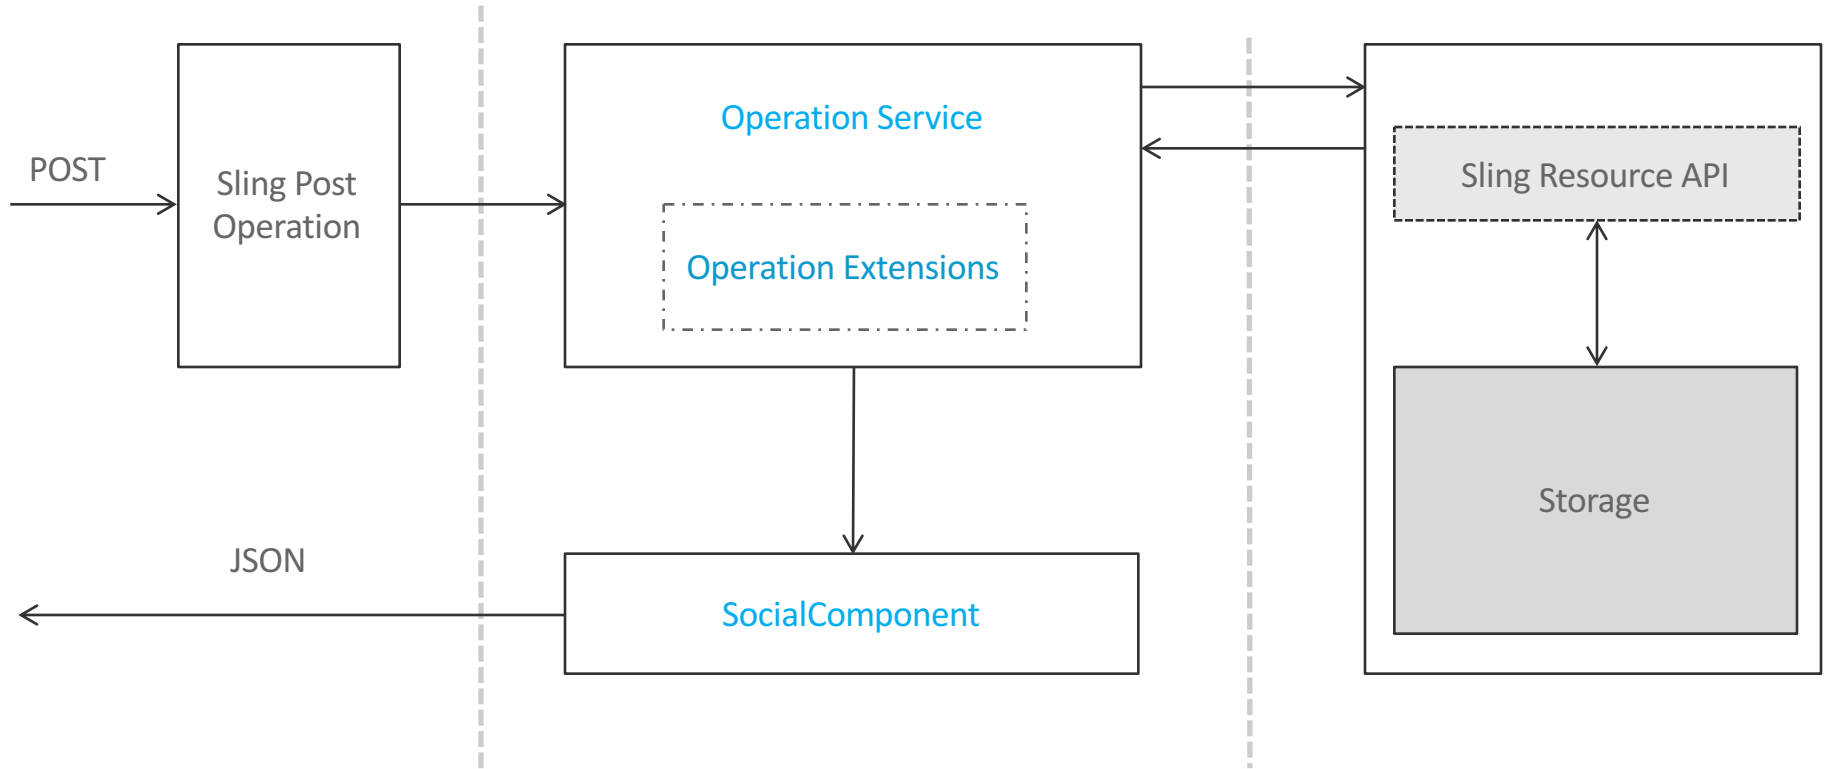 POST
Sling Post
Operation
Operation Service
Operation Extensions
Sling Resource API
Storage
JSON
SocialComponent